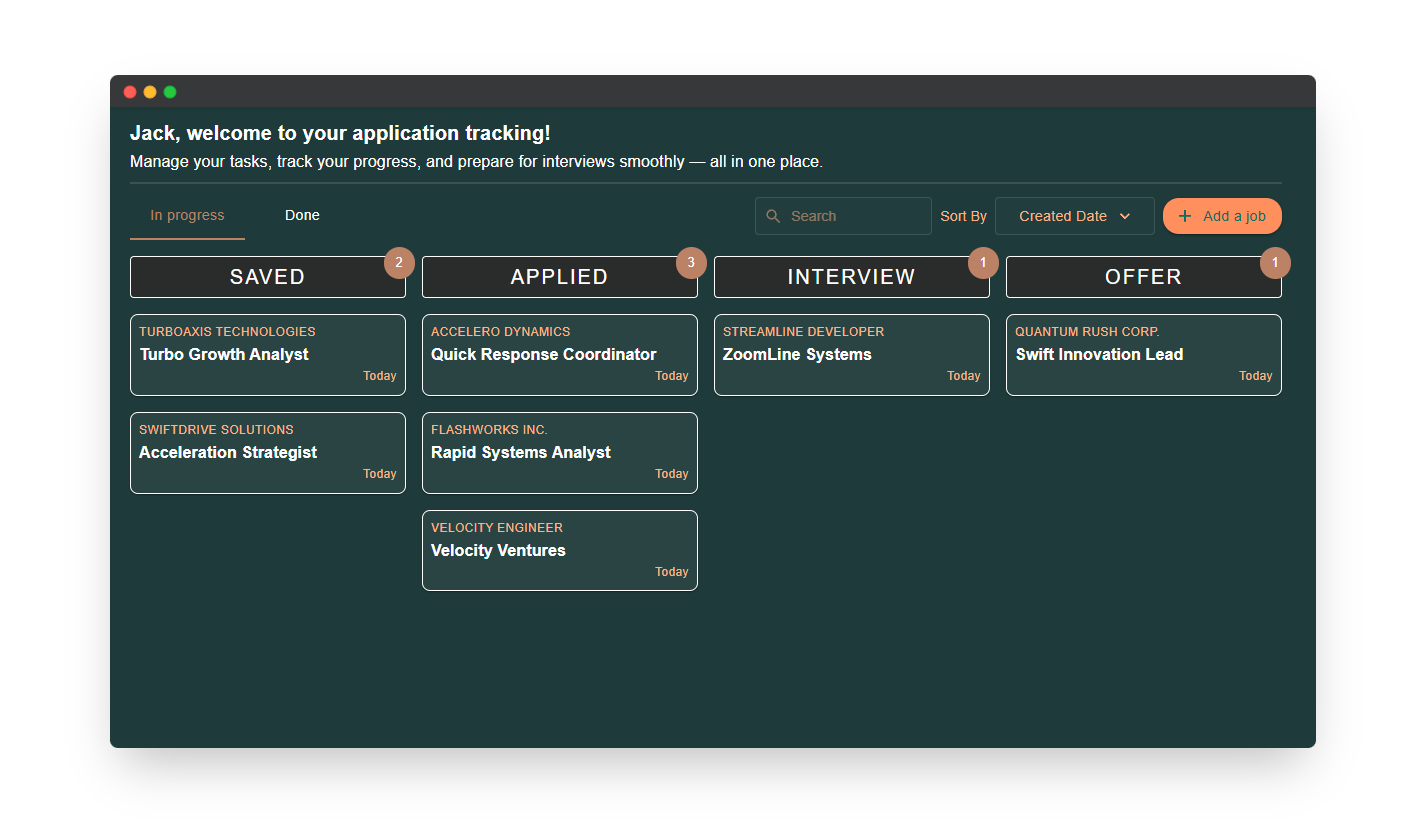 Jack, welcome to your application tracking!
Manage your tasks, track your progress, and prepare for interviews smoothly — all in one place.
In progress
Done
Search
Sort By
Created Date
Add a job
SAVED
2
TURBOAXIS TECHNOLOGIES
Turbo Growth Analyst
Today
SWIFTDRIVE SOLUTIONS
Acceleration Strategist
Today
APPLIED
3
ACCELERO DYNAMICS
Quick Response Coordinator
Today
FLASHWORKS INC.
Rapid Systems Analyst
Today
VELOCITY ENGINEER
Velocity Ventures
Today
INTERVIEW
1
STREAMLINE DEVELOPER
ZoomLine Systems
Today
OFFER
1
QUANTUM RUSH CORP.
Swift Innovation Lead
Today